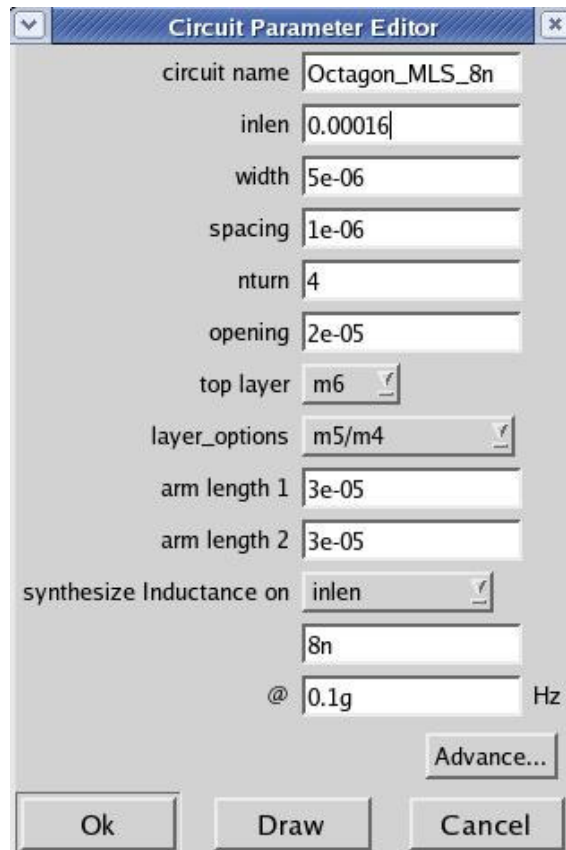 Circuit Parameter Editor
circuit name Octagon_MLS_8n
inlen 0.00016
width 5e-06
spacing 1e-06
nturn 4
opening 2e-05
top layer m6
layer_options m5/m4
arm length 1 3e-05
arm length 2 3e-05
synthesize Inductance on inlen
8n
@ 0.1g Hz
Advance...
Ok Draw Cancel